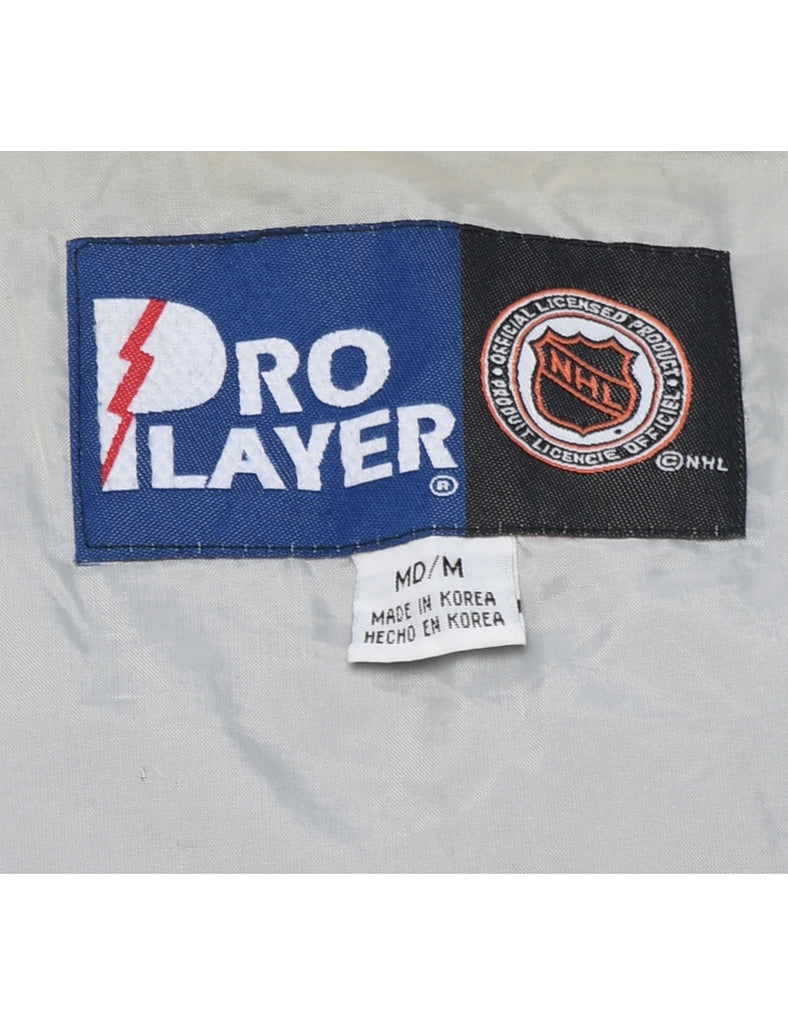 PRO
PLAYER
®
• OFFICIAL LICENSED PRODUCT •
PRODUIT LICENCIE OFFICIEL
NHL
© NHL
MD/M
MADE IN KOREA
HECHO EN KOREA